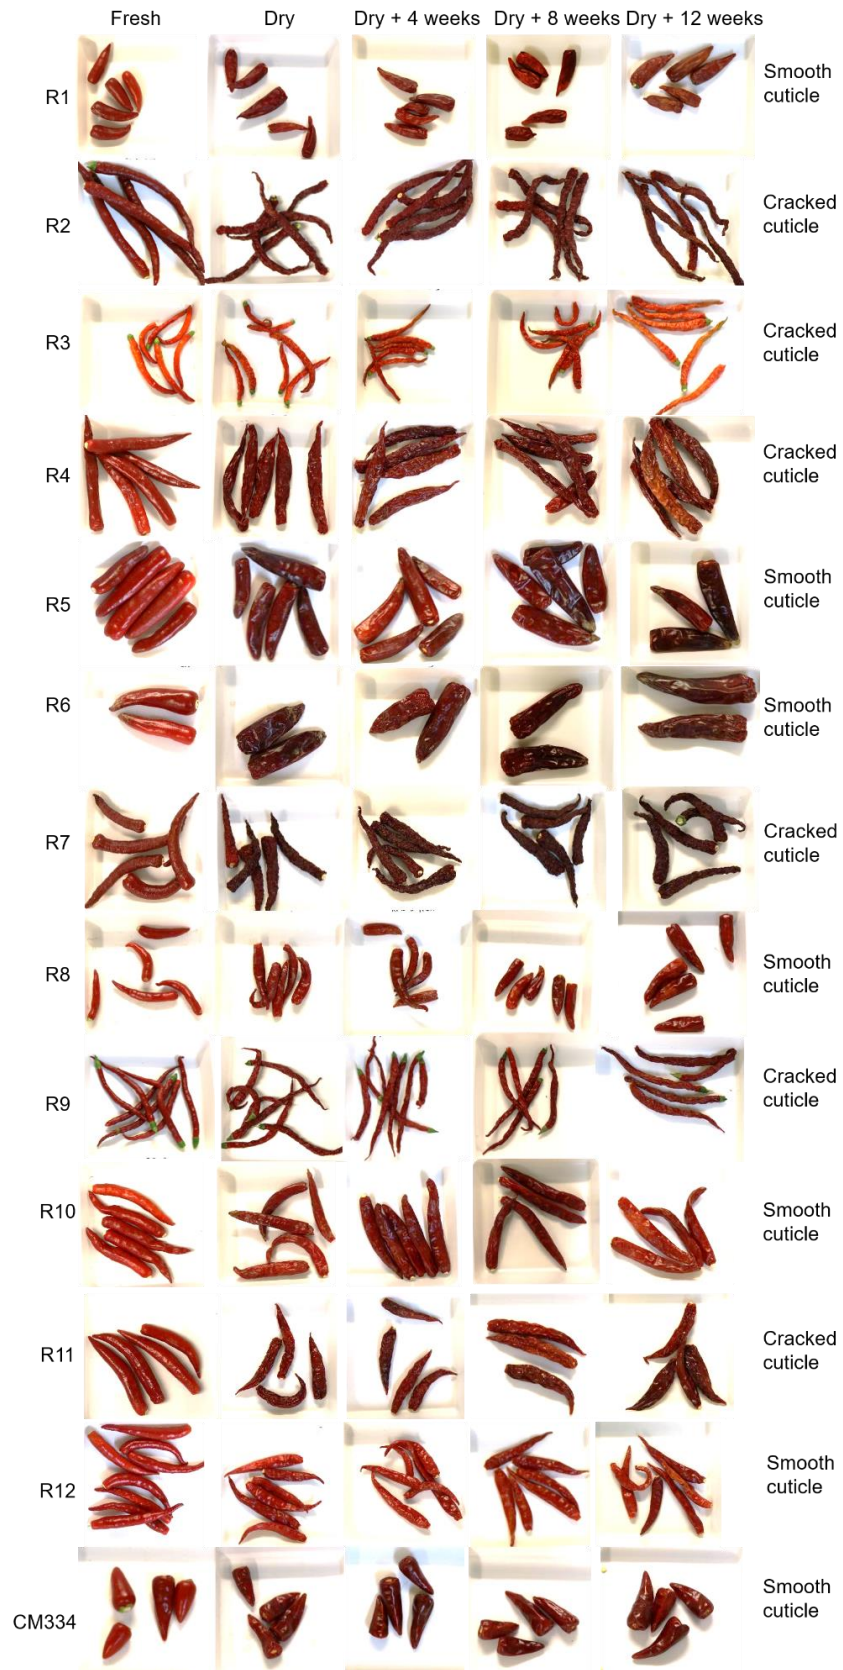 Fresh Dry Dry + 4 weeks Dry + 8 weeks Dry + 12 weeks
R1 Smooth
cuticle
R2 Cracked
cuticle
R3 Cracked
cuticle
R4 Cracked
cuticle
R5 Smooth
cuticle
R6 Smooth
cuticle
R7 Cracked
cuticle
R8 Smooth
cuticle
R9 Cracked
cuticle
R10 Smooth
cuticle
R11 Cracked
cuticle
R12 Smooth
cuticle
CM334 Smooth
cuticle